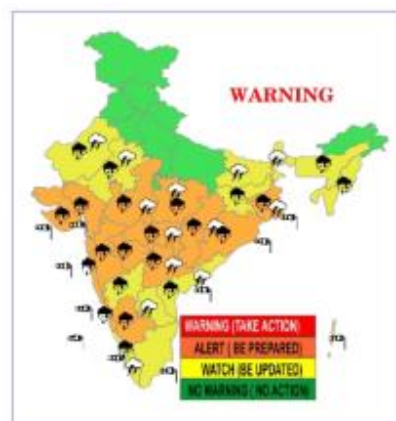 WARNING
WARNING (TAKE ACTION)
ALERT ( BE PREPARED)
WATCH (BE UPDATED)
NO WARNING ( NO ACTION)